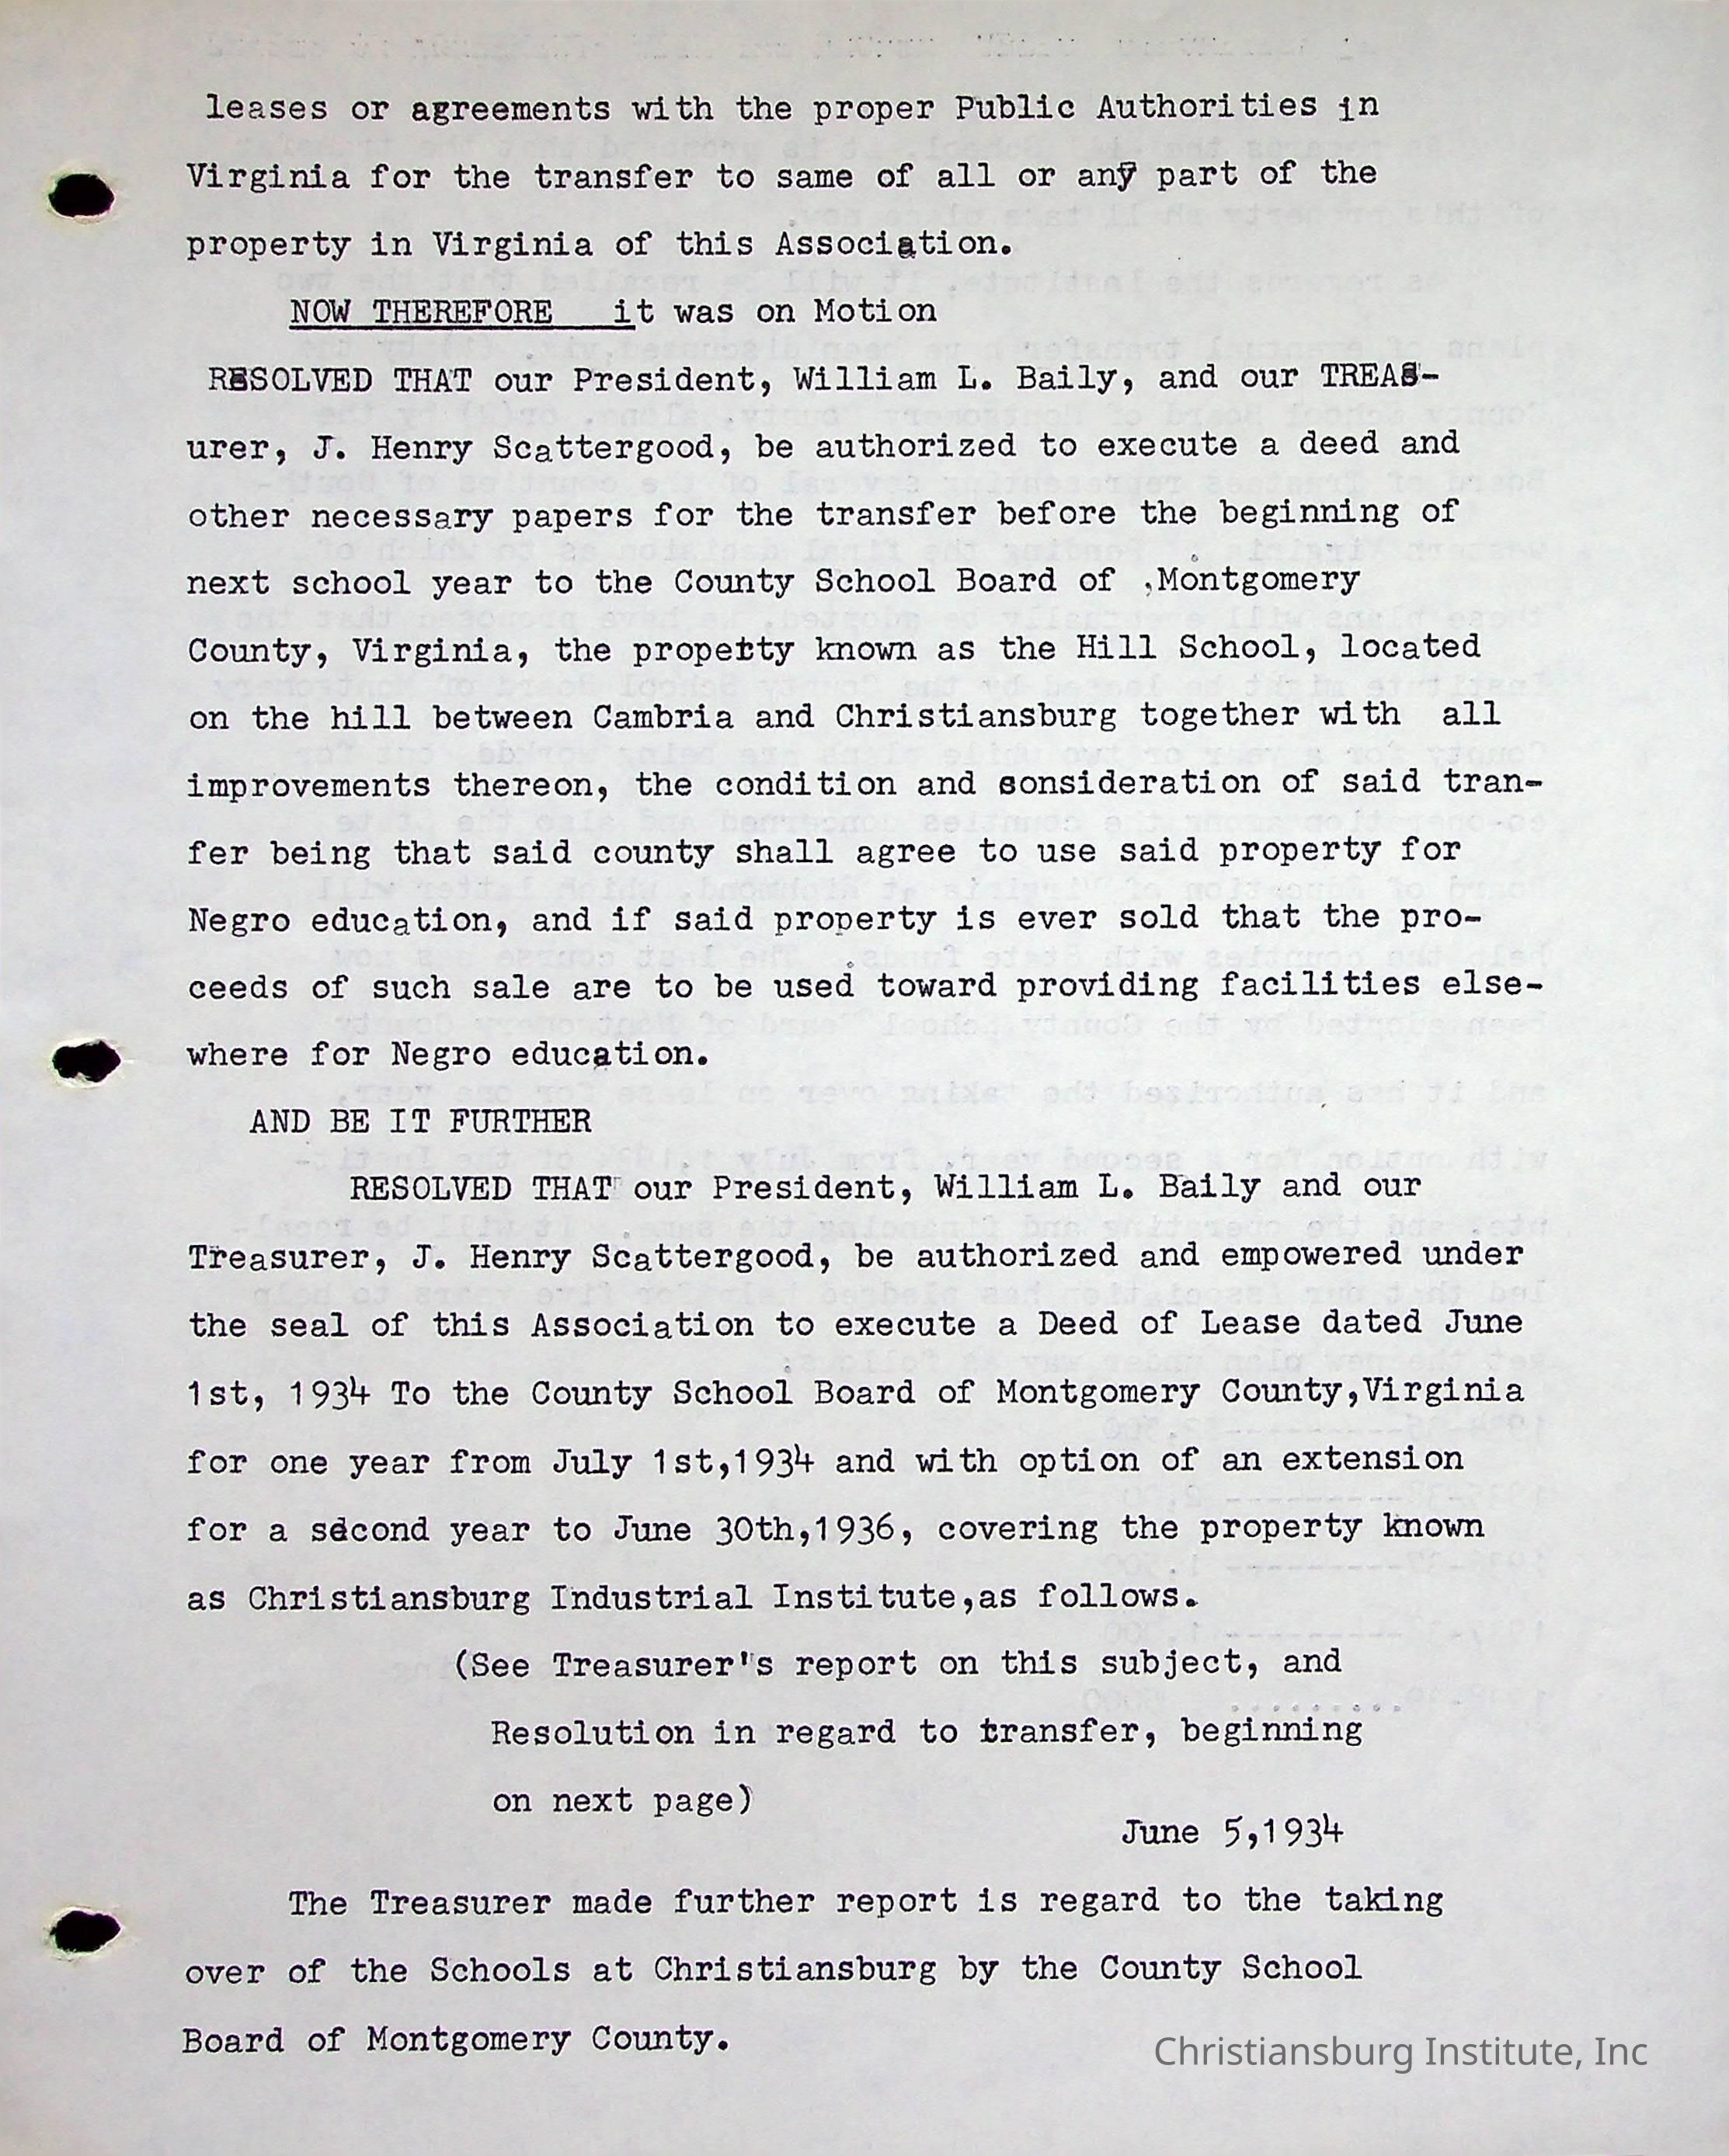 leases or agreements with the proper Public Authorities in
Virginia for the transfer to same of all or any part of the
property in Virginia of this Association.
NOW THEREFORE it was on Motion
RESOLVED THAT our President, William L. Baily, and our TREAS-
urer, J. Henry Scattergood, be authorized to execute a deed and
other necessary papers for the transfer before the beginning of
next school year to the County School Board of ,Montgomery
County, Virginia, the propetty known as the Hill School, located
on the hill between Cambria and Christiansburg together with all
improvements thereon, the condition and consideration of said tran-
fer being that said county shall agree to use said property for
Negro education, and if said property is ever sold that the pro-
ceeds of such sale are to be used toward providing facilities else-
where for Negro education.
AND BE IT FURTHER
RESOLVED THAT our President, William L. Baily and our
Treasurer, J. Henry Scattergood, be authorized and empowered under
the seal of this Association to execute a Deed of Lease dated June
1st, 1934 To the County School Board of Montgomery County,Virginia
for one year from July 1st,1934 and with option of an extension
for a second year to June 30th,1936, covering the property known
as Christiansburg Industrial Institute,as follows.
(See Treasurer's report on this subject, and
Resolution in regard to transfer, beginning
on next page)
June 5,1934
The Treasurer made further report is regard to the taking
over of the Schools at Christiansburg by the County School
Board of Montgomery County.
Christiansburg Institute, Inc